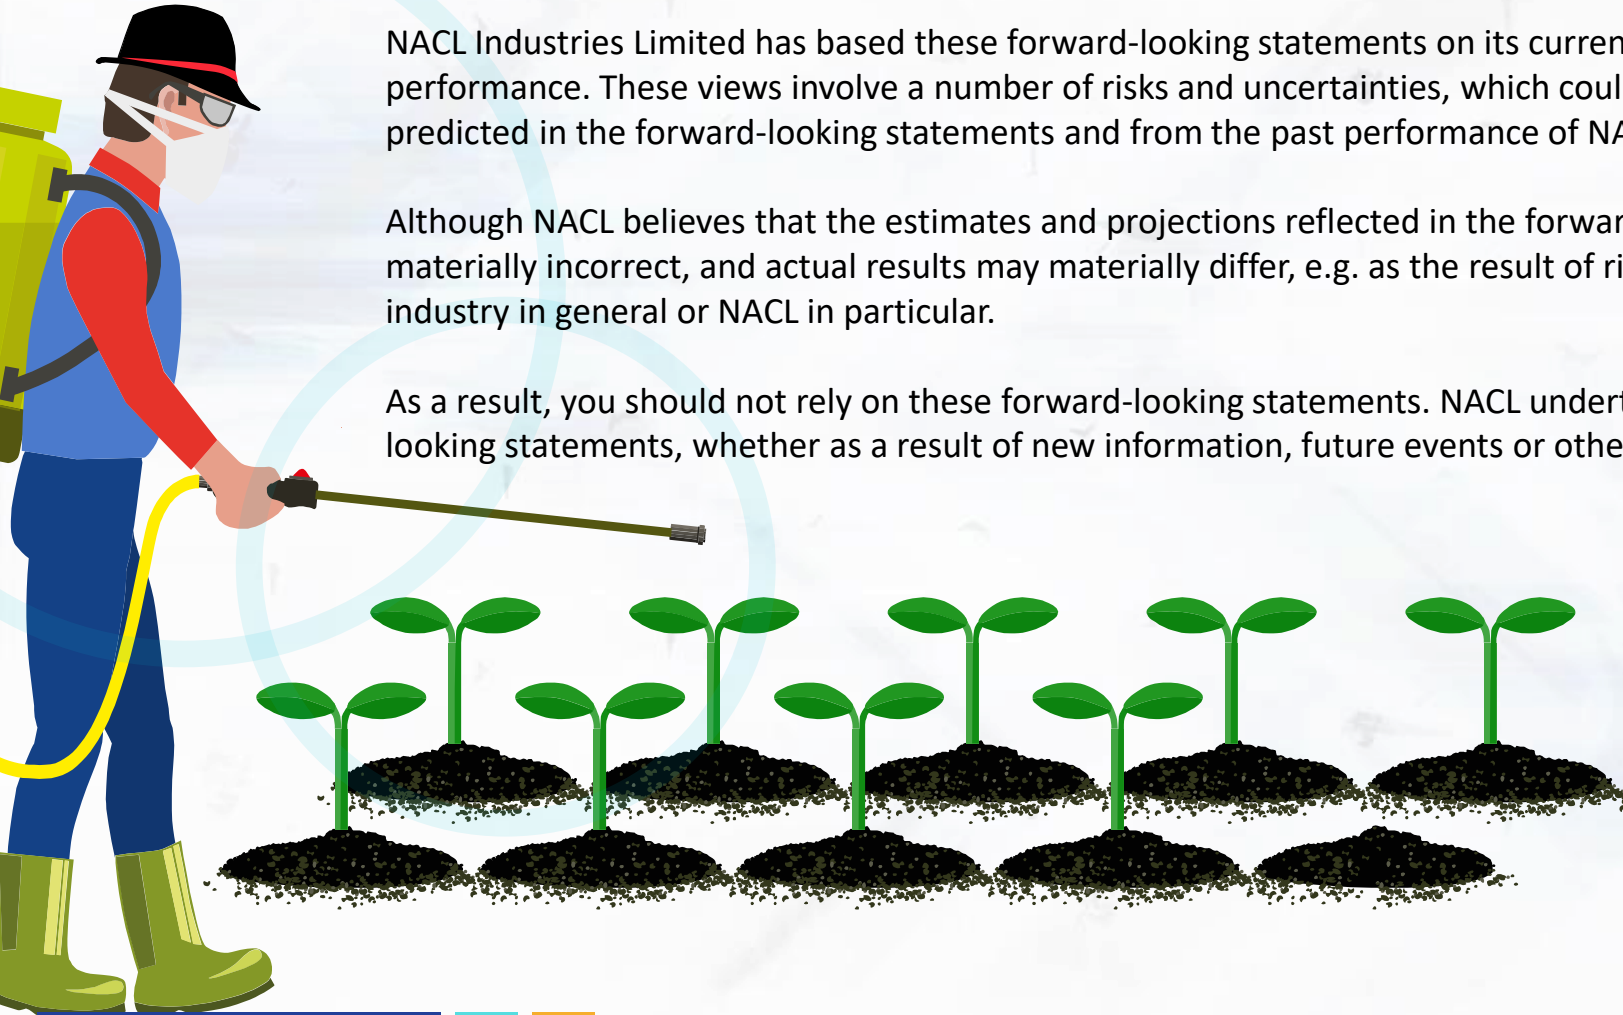 NACL Industries Limited has based these forward-looking statements on its curren
performance. These views involve a number of risks and uncertainties, which coul
predicted in the forward-looking statements and from the past performance of NA
Although NACL believes that the estimates and projections reflected in the forwar
materially incorrect, and actual results may materially differ, e.g. as the result of ri
industry in general or NACL in particular.
As a result, you should not rely on these forward-looking statements. NACL undert
looking statements, whether as a result of new information, future events or othe